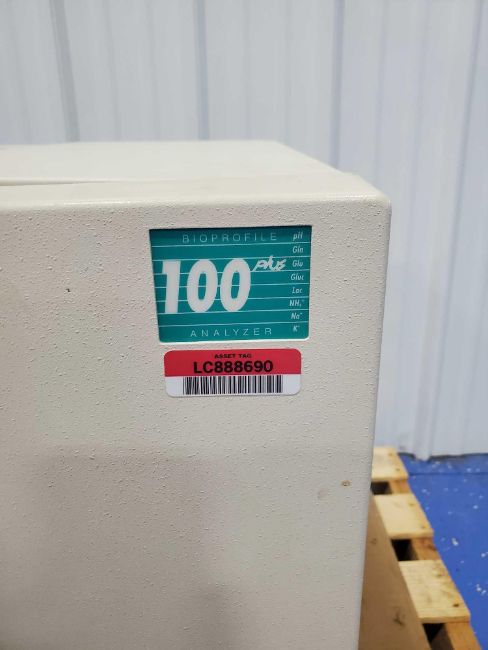 BIOPROFILE
100 plus
ANALYZER
pH
Gln
Glu
Gluc
Lac
NH₄⁺
Na⁺
K⁺
ASSET TAG
LC888690